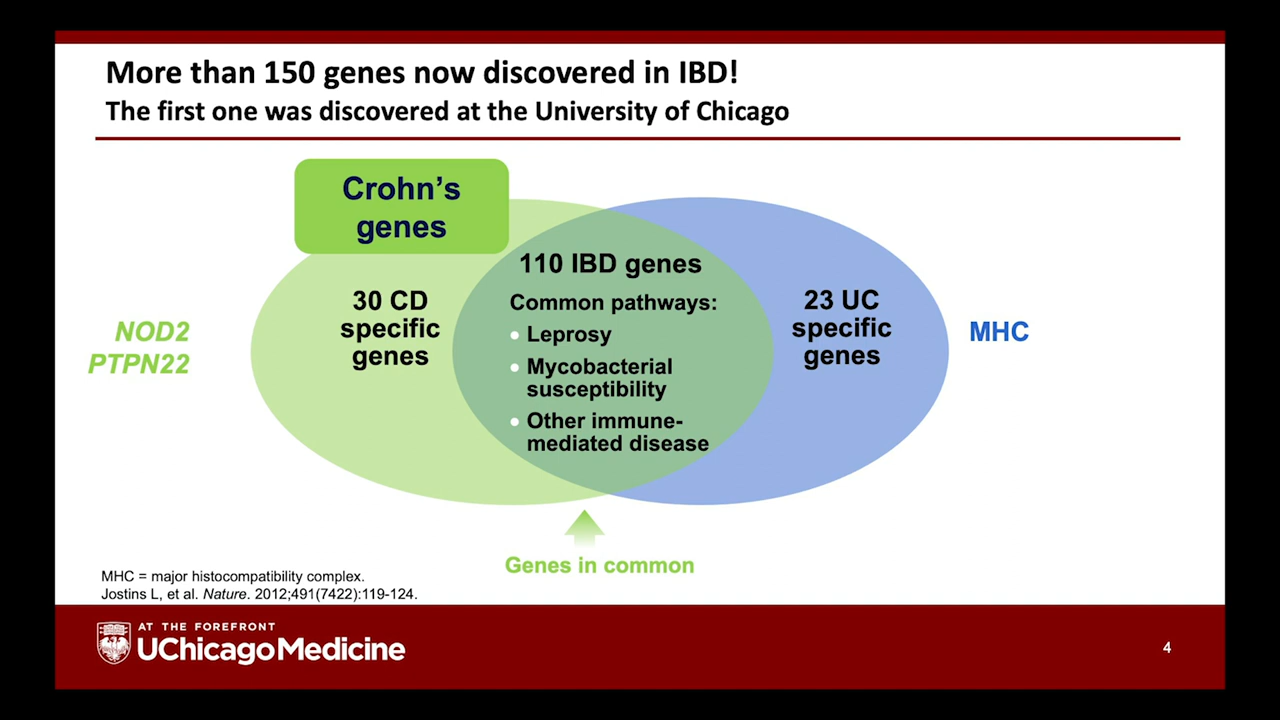 More than 150 genes now discovered in IBD!
The first one was discovered at the University of Chicago
Crohn's
genes
110 IBD genes
Common pathways:
• Leprosy
• Mycobacterial
susceptibility
• Other immune-
mediated disease
30 CD
specific
genes
23 UC
specific
genes
NOD2
PTPN22
MHC
Genes in common
MHC = major histocompatibility complex.
Jostins L, et al. Nature. 2012;491(7422):119-124.
AT THE FOREFRONT
UChicagoMedicine
4